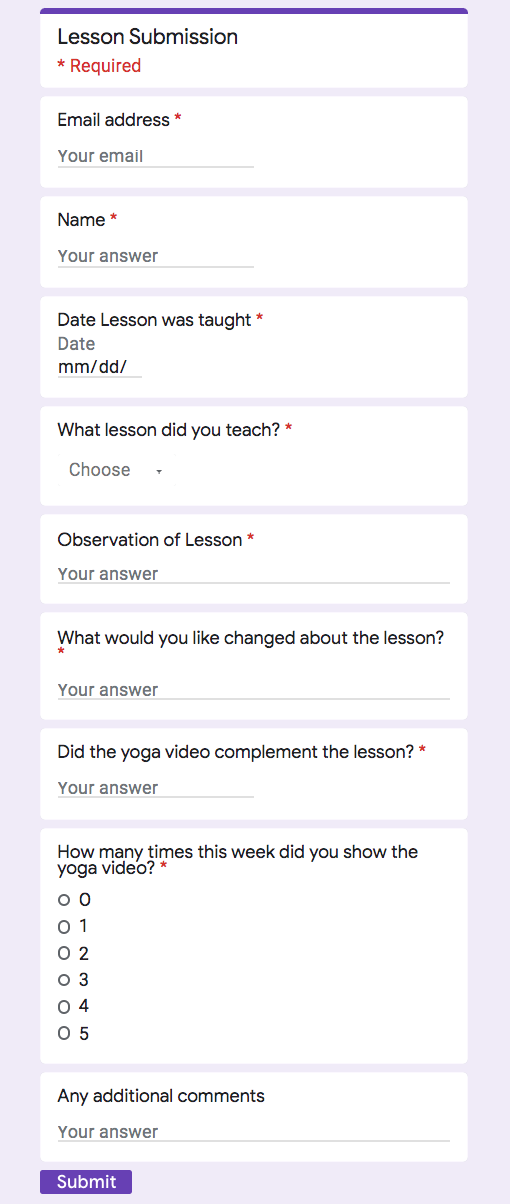 Lesson Submission
* Required
Email address *
Your email
Name *
Your answer
Date Lesson was taught *
Date
mm/dd/
What lesson did you teach? *
Choose
Observation of Lesson *
Your answer
What would you like changed about the lesson?
*
Your answer
Did the yoga video complement the lesson? *
Your answer
How many times this week did you show the
yoga video? *
0
1
2
3
4
5
Any additional comments
Your answer
Submit